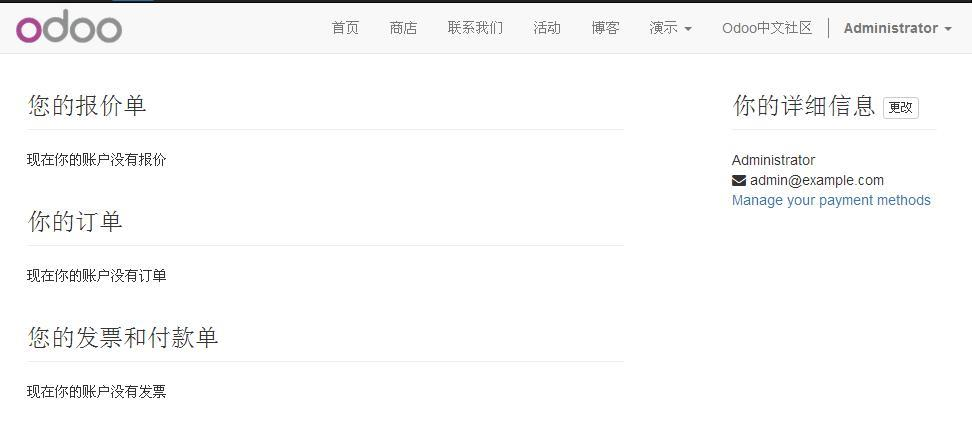 odoo 首页 商店 联系我们 活动 博客 演示 Odoo中文社区 Administrator
您的报价单
现在你的账户没有报价
你的订单
现在你的账户没有订单
您的发票和付款单
现在你的账户没有发票
你的详细信息 更改
Administrator
admin@example.com
Manage your payment methods